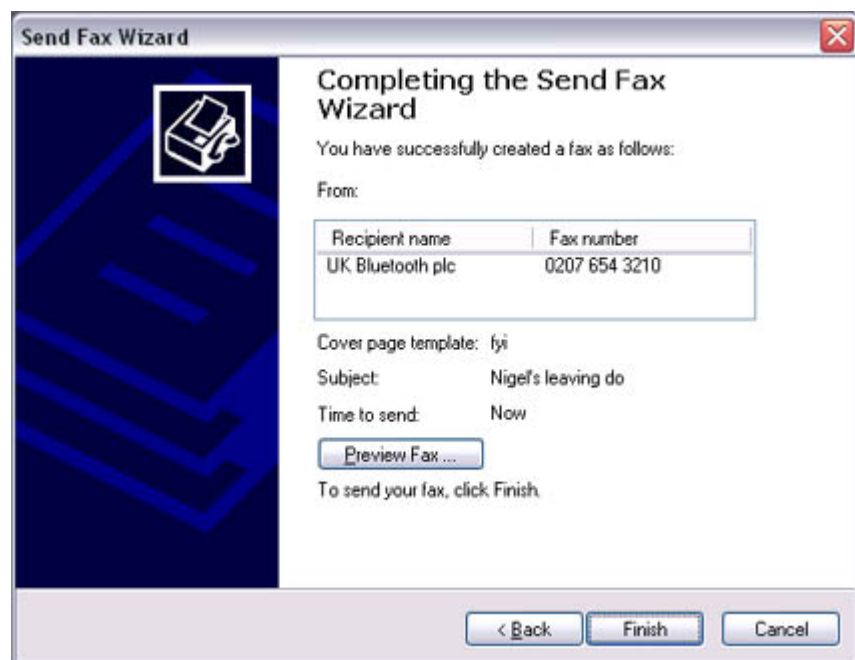 Send Fax Wizard
Completing the Send Fax
Wizard
You have successfully created a fax as follows:
From:
Recipient name Fax number
UK Bluetooth plc 0207 654 3210
Cover page template: fyi
Subject: Nigel's leaving do
Time to send: Now
Preview Fax ...
To send your fax, click Finish.
< Back Finish Cancel